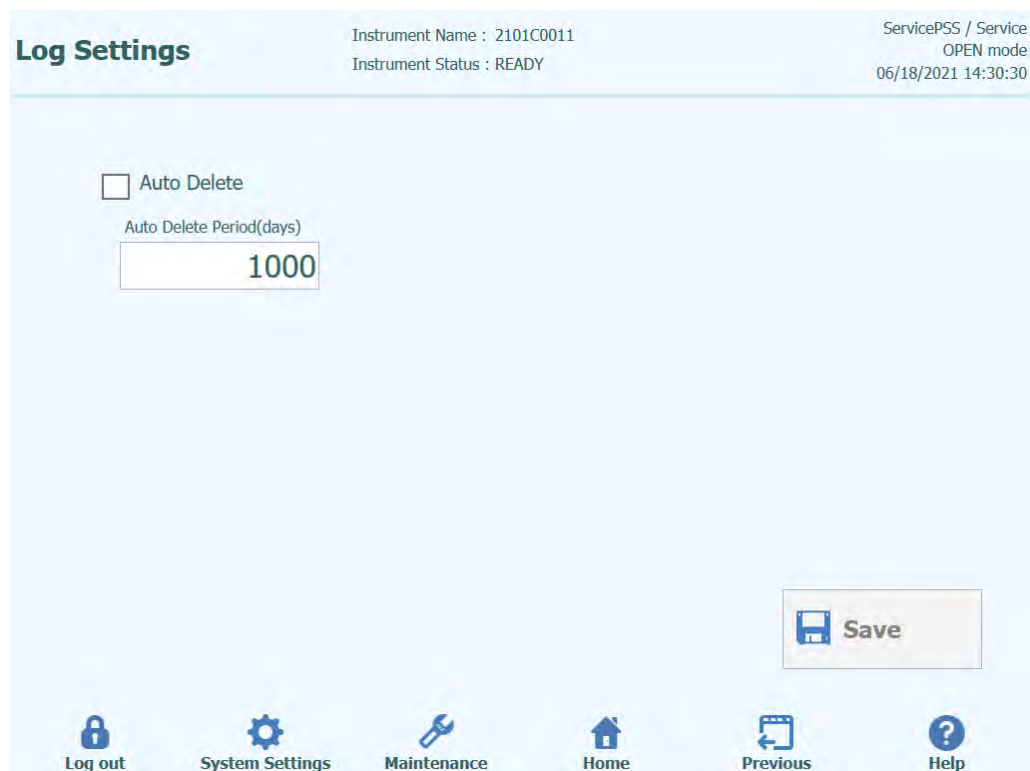 Log Settings
Instrument Name : 2101C0011
Instrument Status : READY
ServicePSS / Service
OPEN mode
06/18/2021 14:30:30
Auto Delete
Auto Delete Period(days)
1000
Save
Log out
System Settings
Maintenance
Home
Previous
Help